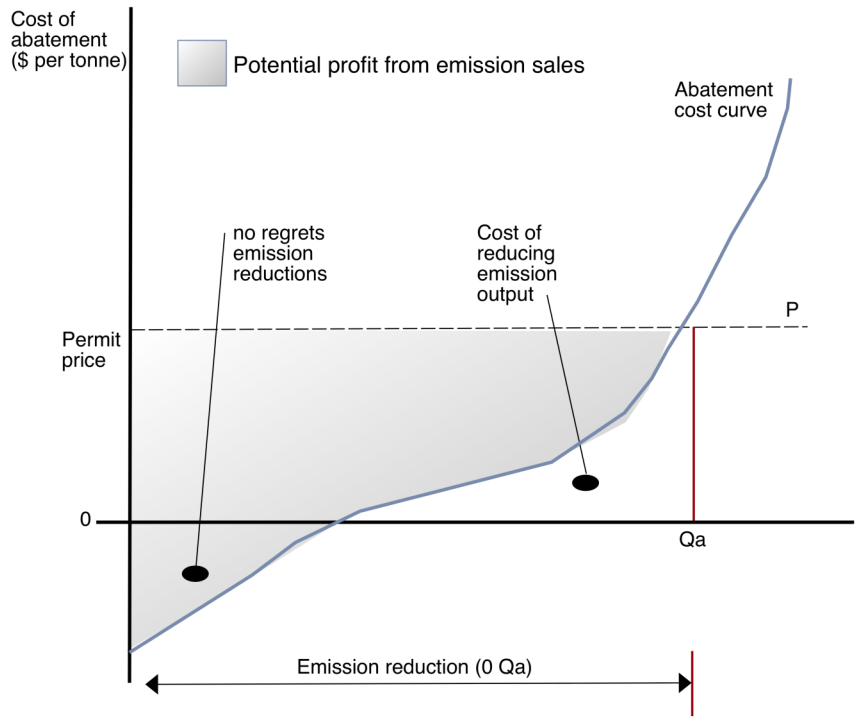 Cost of
abatement
($ per tonne)
Potential profit from emission sales
Abatement
cost curve
no regrets
emission
reductions
Cost of
reducing
emission
output
P
Permit
price
0
Qa
Emission reduction (0 Qa)